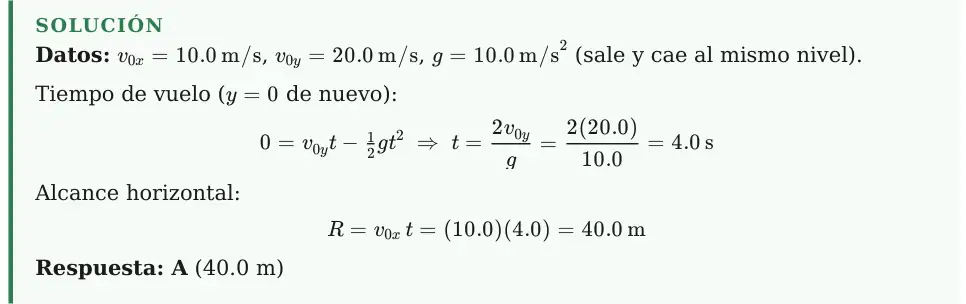 SOLUCIÓN
Datos: v₀ₓ = 10.0 m/s, v₀ᵧ = 20.0 m/s, g = 10.0 m/s² (sale y cae al mismo nivel).
Tiempo de vuelo (y = 0 de nuevo):
0 = v₀ᵧt − ½gt² ⇒ t = 2v₀ᵧ/g = 2(20.0)/10.0 = 4.0 s
Alcance horizontal:
R = v₀ₓ t = (10.0)(4.0) = 40.0 m
Respuesta: A (40.0 m)